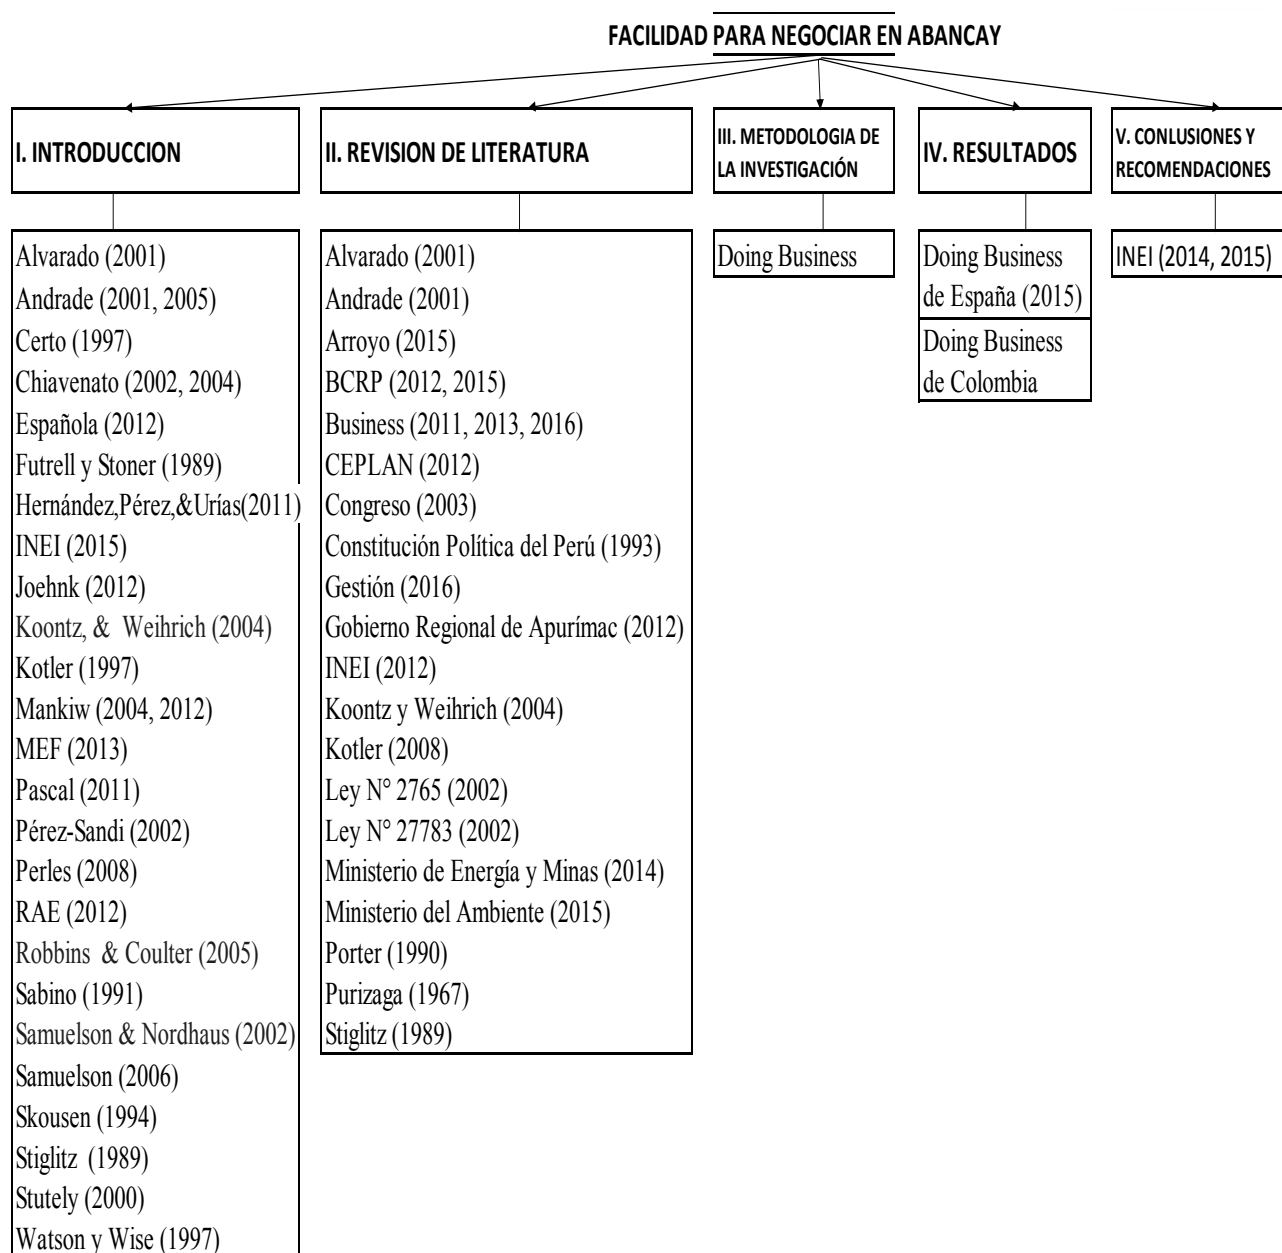 FACILIDAD PARA NEGOCIAR EN ABANCAY
I. INTRODUCCION
Alvarado (2001)
Andrade (2001, 2005)
Certo (1997)
Chiavenato (2002, 2004)
Española (2012)
Futrell y Stoner (1989)
Hernández,Pérez,&Urías(2011)
INEI (2015)
Joehnk (2012)
Koontz, & Weihrich (2004)
Kotler (1997)
Mankiw (2004, 2012)
MEF (2013)
Pascal (2011)
Pérez-Sandi (2002)
Perles (2008)
RAE (2012)
Robbins & Coulter (2005)
Sabino (1991)
Samuelson & Nordhaus (2002)
Samuelson (2006)
Skousen (1994)
Stiglitz (1989)
Stutely (2000)
Watson y Wise (1997)
II. REVISION DE LITERATURA
Alvarado (2001)
Andrade (2001)
Arroyo (2015)
BCRP (2012, 2015)
Business (2011, 2013, 2016)
CEPLAN (2012)
Congreso (2003)
Constitución Política del Perú (1993)
Gestión (2016)
Gobierno Regional de Apurímac (2012)
INEI (2012)
Koontz y Weihrich (2004)
Kotler (2008)
Ley N° 2765 (2002)
Ley N° 27783 (2002)
Ministerio de Energía y Minas (2014)
Ministerio del Ambiente (2015)
Porter (1990)
Purizaga (1967)
Stiglitz (1989)
III. METODOLOGIA DE
LA INVESTIGACIÓN
Doing Business
IV. RESULTADOS
Doing Business
de España (2015)
Doing Business
de Colombia
V. CONLUSIONES Y
RECOMENDACIONES
INEI (2014, 2015)